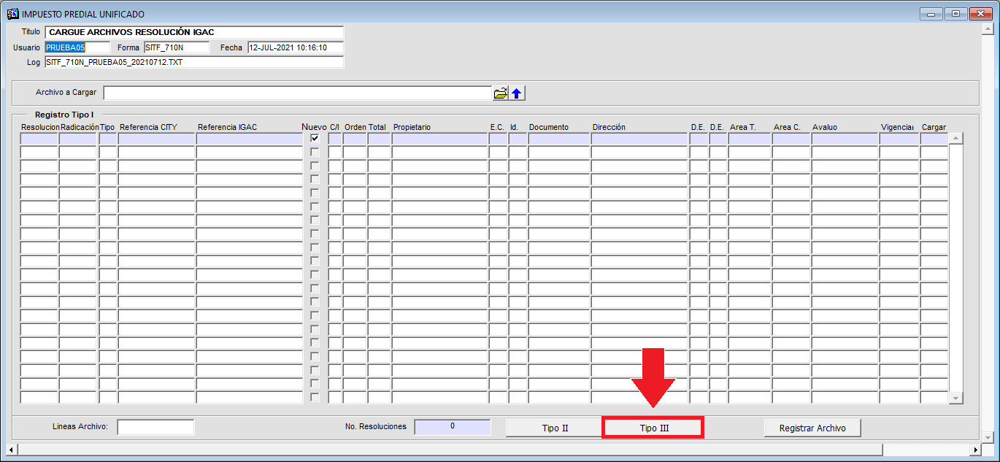 IMPUESTO PREDIAL UNIFICADO
Titulo CARGUE ARCHIVOS RESOLUCIÓN IGAC
Usuario PRUEBA05 Forma SITF_710N Fecha 12-JUL-2021 10:16:10
Log SITF_710N_PRUEBA05_20210712.TXT
Archivo a Cargar
Registro Tipo I
Resolucion Radicación Tipo Referencia CITY Referencia IGAC Nuevo C/I Orden Total Propietario E.C. Id. Documento Dirección D.E. D.E. Area T. Area C. Avaluo Vigencia Cargar
Lineas Archivo: No. Resoluciones 0 Tipo II Tipo III Registrar Archivo